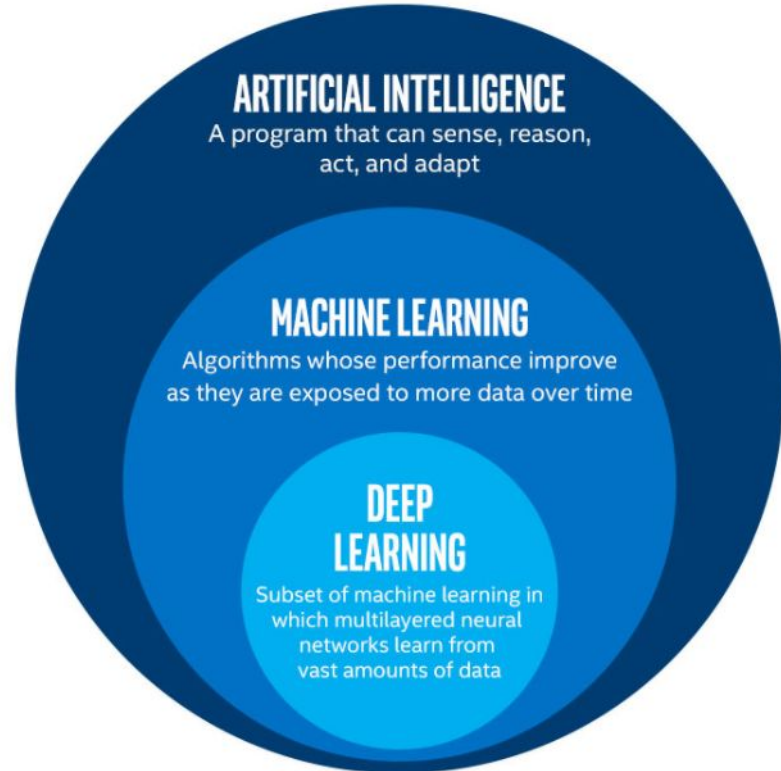 ARTIFICIAL INTELLIGENCE
A program that can sense, reason,
act, and adapt
MACHINE LEARNING
Algorithms whose performance improve
as they are exposed to more data over time
DEEP
LEARNING
Subset of machine learning in
which multilayered neural
networks learn from
vast amounts of data